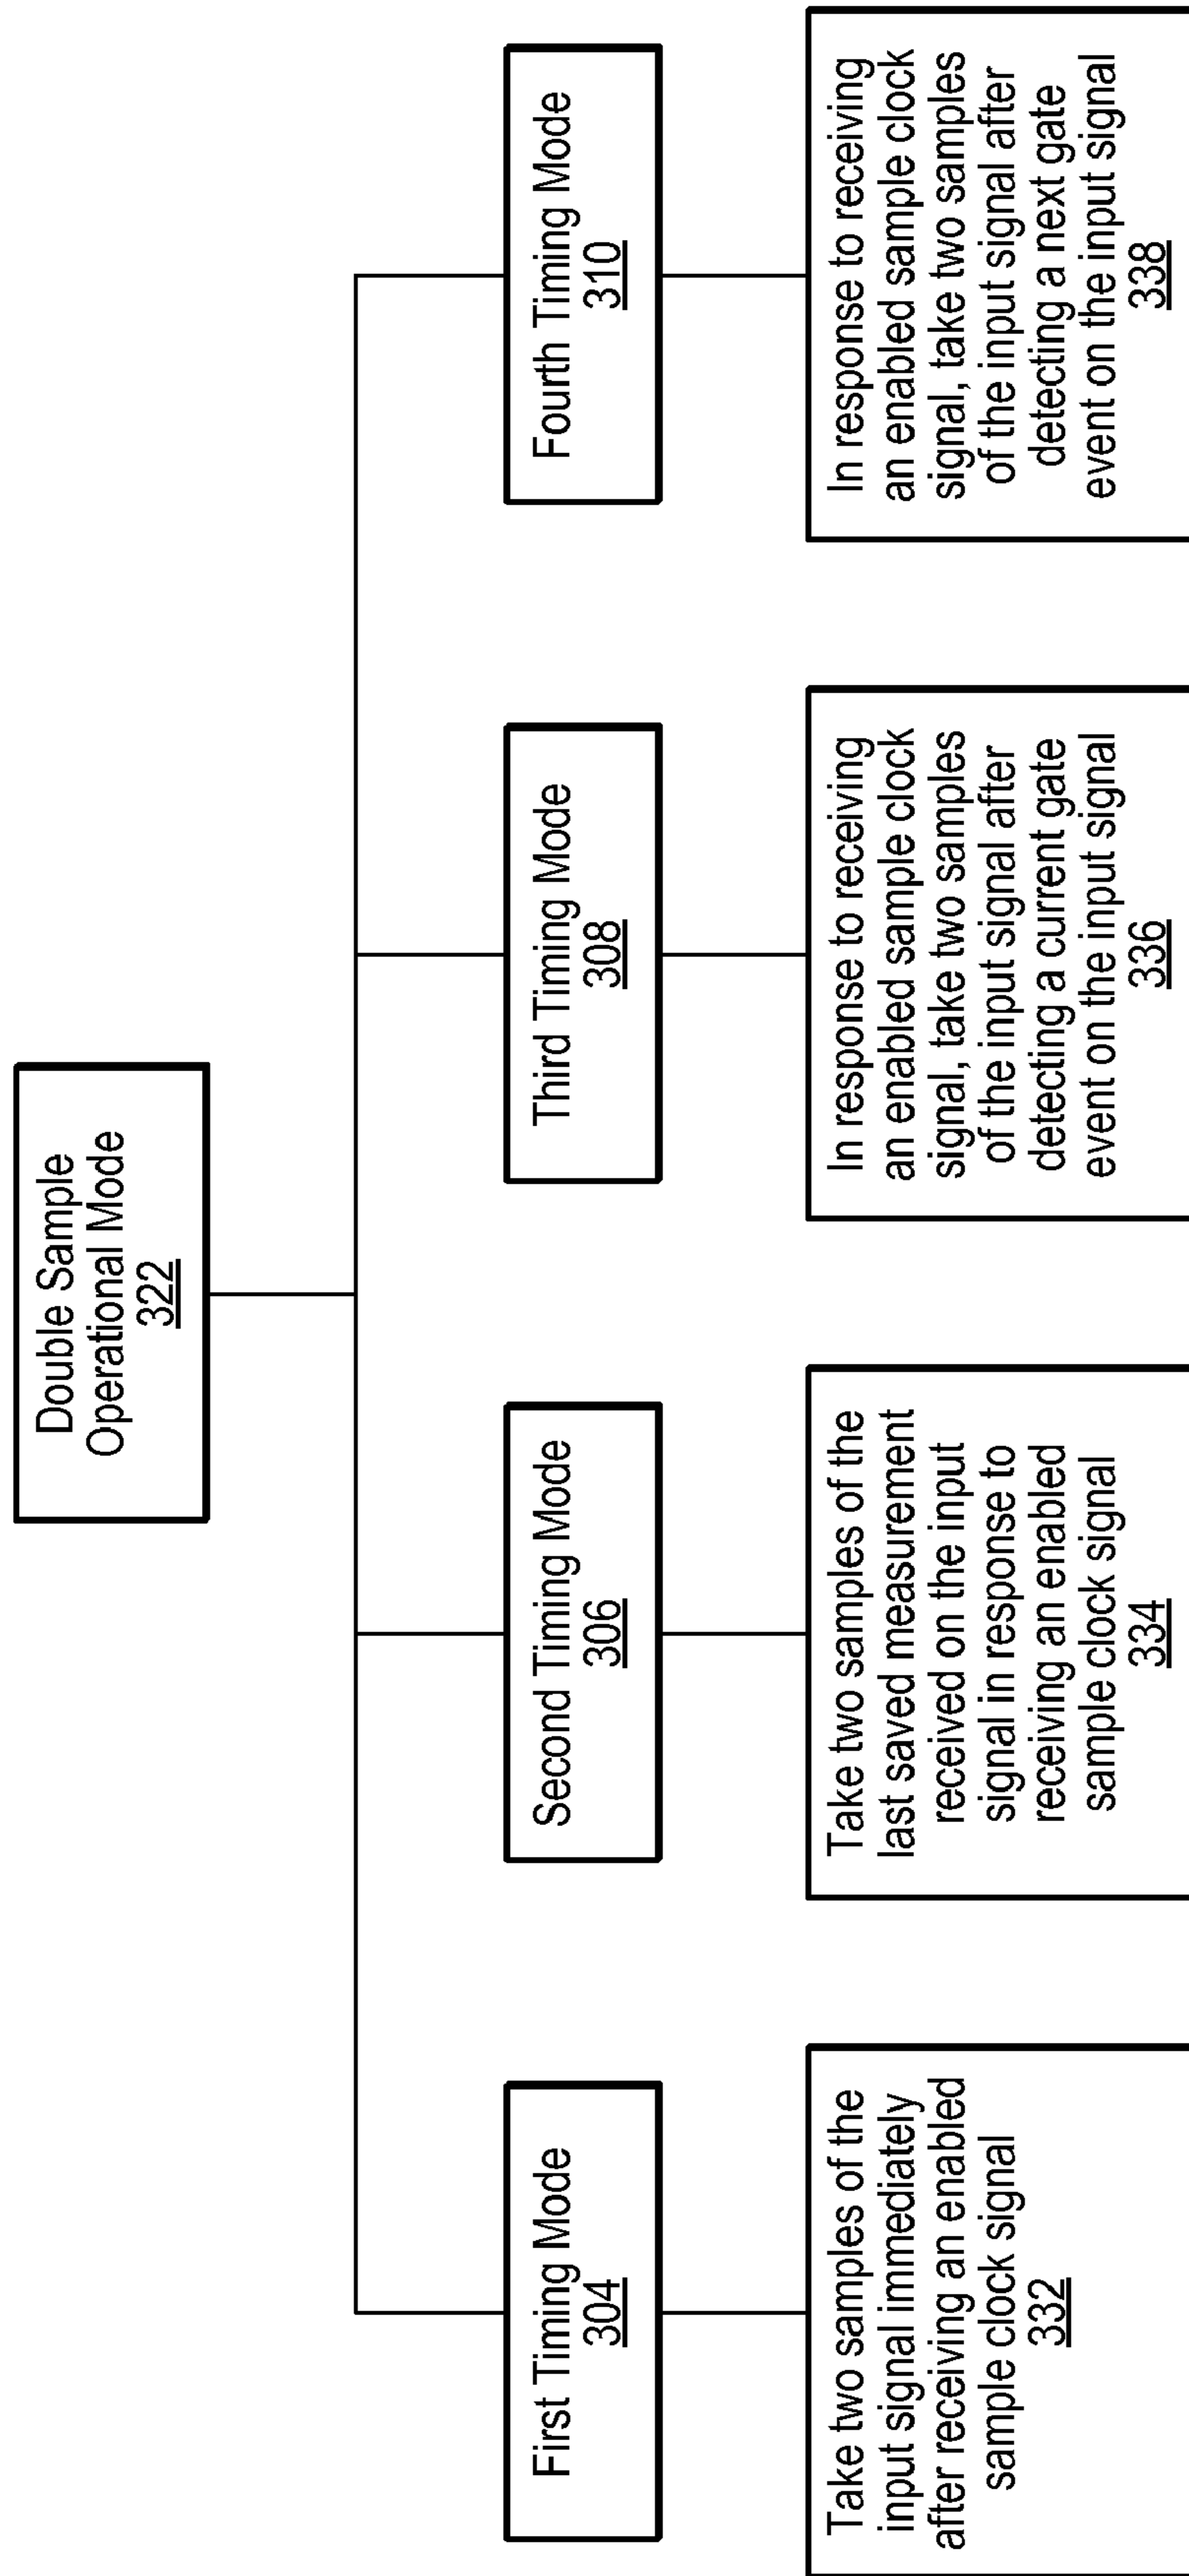 Double Sample
Operational Mode
322
First Timing Mode
304
Second Timing Mode
306
Third Timing Mode
308
Fourth Timing Mode
310
Take two samples of the
input signal immediately
after receiving an enabled
sample clock signal
332
Take two samples of the
last saved measurement
received on the input
signal in response to
receiving an enabled
sample clock signal
334
In response to receiving
an enabled sample clock
signal, take two samples
of the input signal after
detecting a current gate
event on the input signal
336
In response to receiving
an enabled sample clock
signal, take two samples
of the input signal after
detecting a next gate
event on the input signal
338